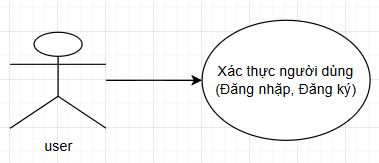 Xác thực người dùng
(Đăng nhập, Đăng ký)
user